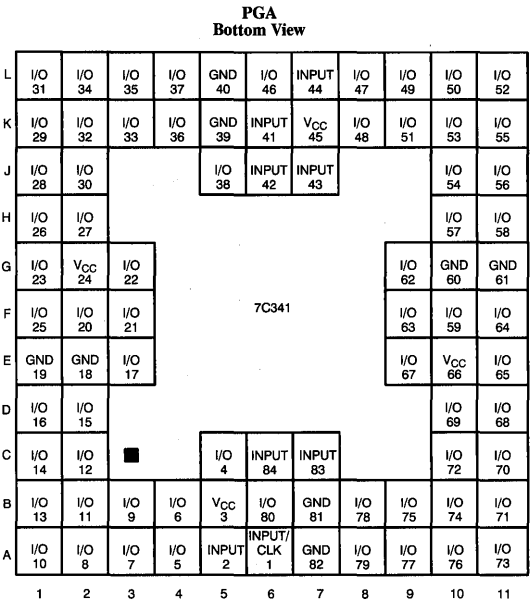 PGA
Bottom View
L I/O I/O I/O I/O GND I/O INPUT I/O I/O I/O I/O
31 34 35 37 40 46 44 47 49 50 52
K I/O I/O I/O I/O GND INPUT VCC I/O I/O I/O I/O
29 32 33 36 39 41 45 48 51 53 55
J I/O I/O I/O INPUT INPUT I/O I/O
28 30 38 42 43 54 56
H I/O I/O I/O I/O
26 27 57 58
G I/O VCC I/O I/O GND GND
23 24 22 62 60 61
7C341
F I/O I/O I/O I/O I/O I/O
25 20 21 63 59 64
E GND GND I/O I/O VCC I/O
19 18 17 67 66 65
D I/O I/O I/O I/O
16 15 69 68
C I/O I/O I/O INPUT INPUT I/O I/O
14 12 4 84 83 72 70
B I/O I/O I/O I/O VCC I/O GND I/O I/O I/O I/O
13 11 9 6 3 80 81 78 75 74 71
A I/O I/O I/O I/O INPUT INPUT/CLK GND I/O I/O I/O I/O
10 8 7 5 2 1 82 79 77 76 73
1 2 3 4 5 6 7 8 9 10 11